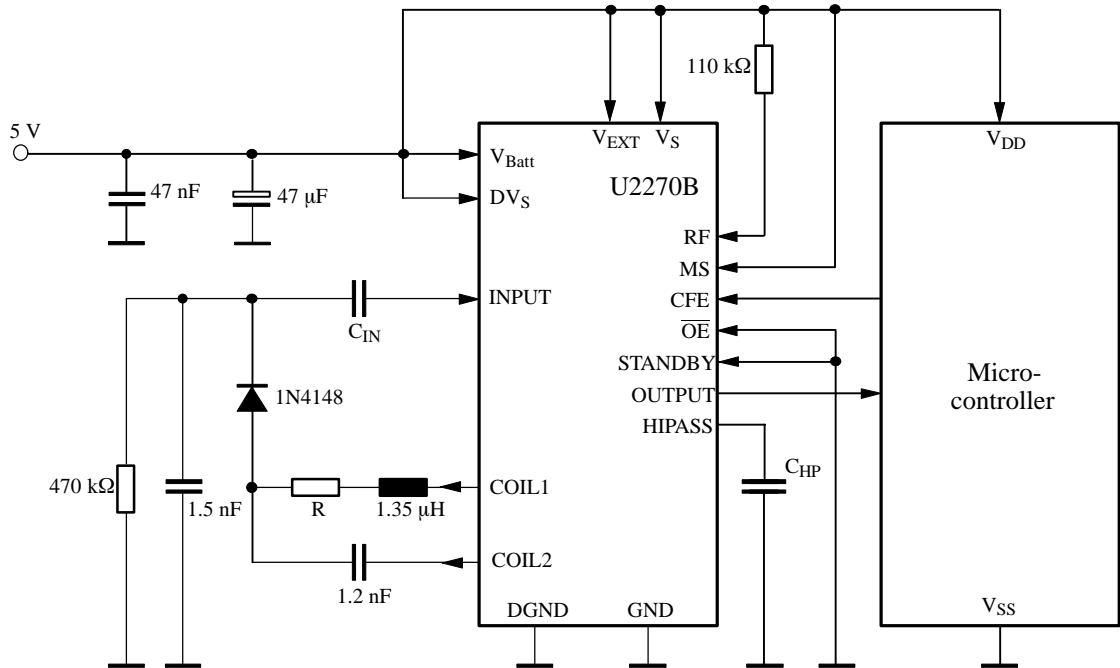 110 kΩ
5 V
V_EXT
V_S
V_DD
V_Batt
47 nF
47 µF
DV_S
U2270B
RF
MS
INPUT
CFE
C_IN
OE
STANDBY
1N4148
OUTPUT
Micro-
controller
HIPASS
C_HP
470 kΩ
1.5 nF
COIL1
R
1.35 µH
COIL2
1.2 nF
DGND
GND
V_SS